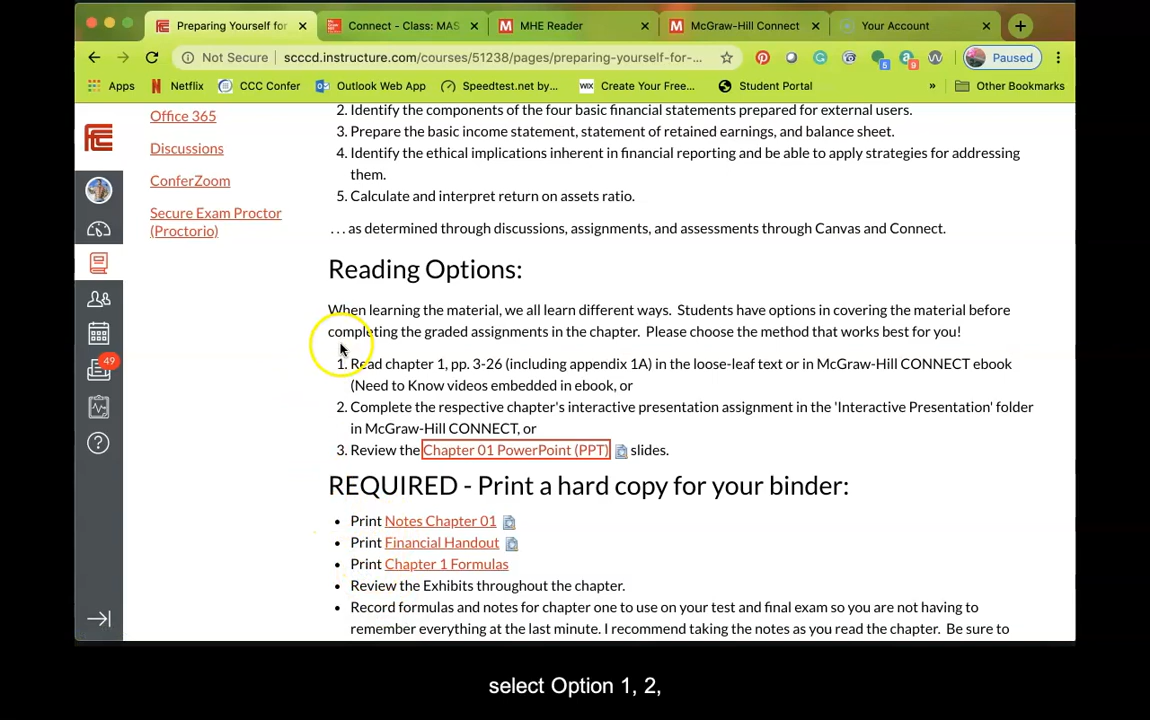 Preparing Yourself for
Connect - Class: MAS
MHE Reader
McGraw-Hill Connect
Your Account
Not Secure
scccd.instructure.com/courses/51238/pages/preparing-yourself-for-...
5
9
Paused
Apps
Netflix
CCC Confer
Outlook Web App
Speedtest.net by...
WIX
Create Your Free...
Student Portal
»
Other Bookmarks
Office 365
Discussions
ConferZoom
Secure Exam Proctor
(Proctorio)
49
2. Identify the components of the four basic financial statements prepared for external users.
3. Prepare the basic income statement, statement of retained earnings, and balance sheet.
4. Identify the ethical implications inherent in financial reporting and be able to apply strategies for addressing
them.
5. Calculate and interpret return on assets ratio.
. . . as determined through discussions, assignments, and assessments through Canvas and Connect.
Reading Options:
When learning the material, we all learn different ways. Students have options in covering the material before
completing the graded assignments in the chapter. Please choose the method that works best for you!
1. Read chapter 1, pp. 3-26 (including appendix 1A) in the loose-leaf text or in McGraw-Hill CONNECT ebook
(Need to Know videos embedded in ebook, or
2. Complete the respective chapter's interactive presentation assignment in the 'Interactive Presentation' folder
in McGraw-Hill CONNECT, or
3. Review the Chapter 01 PowerPoint (PPT) slides.
REQUIRED - Print a hard copy for your binder:
• Print Notes Chapter 01
• Print Financial Handout
• Print Chapter 1 Formulas
• Review the Exhibits throughout the chapter.
• Record formulas and notes for chapter one to use on your test and final exam so you are not having to
remember everything at the last minute. I recommend taking the notes as you read the chapter. Be sure to
select Option 1, 2,